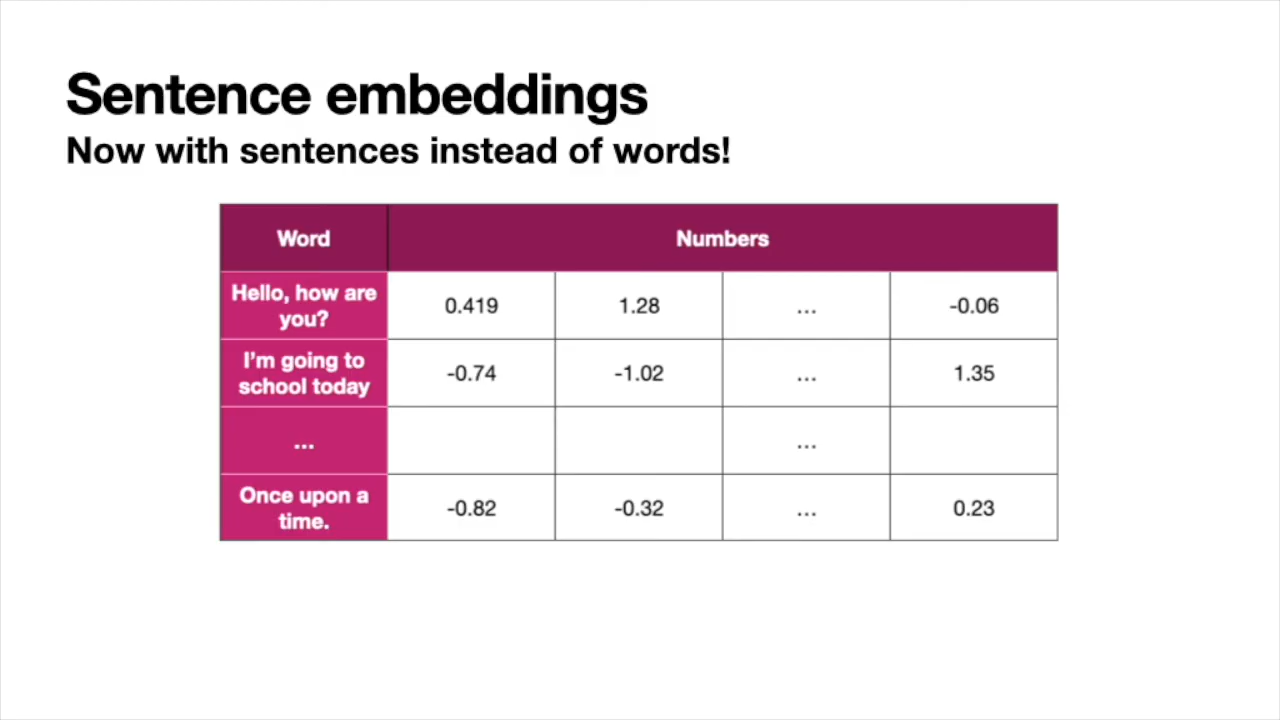 Sentence embeddings
Now with sentences instead of words!
Word Numbers
Hello, how are
you?
0.419 1.28 ... -0.06
I'm going to
school today
-0.74 -1.02 ... 1.35
... ...
Once upon a
time.
-0.82 -0.32 ... 0.23